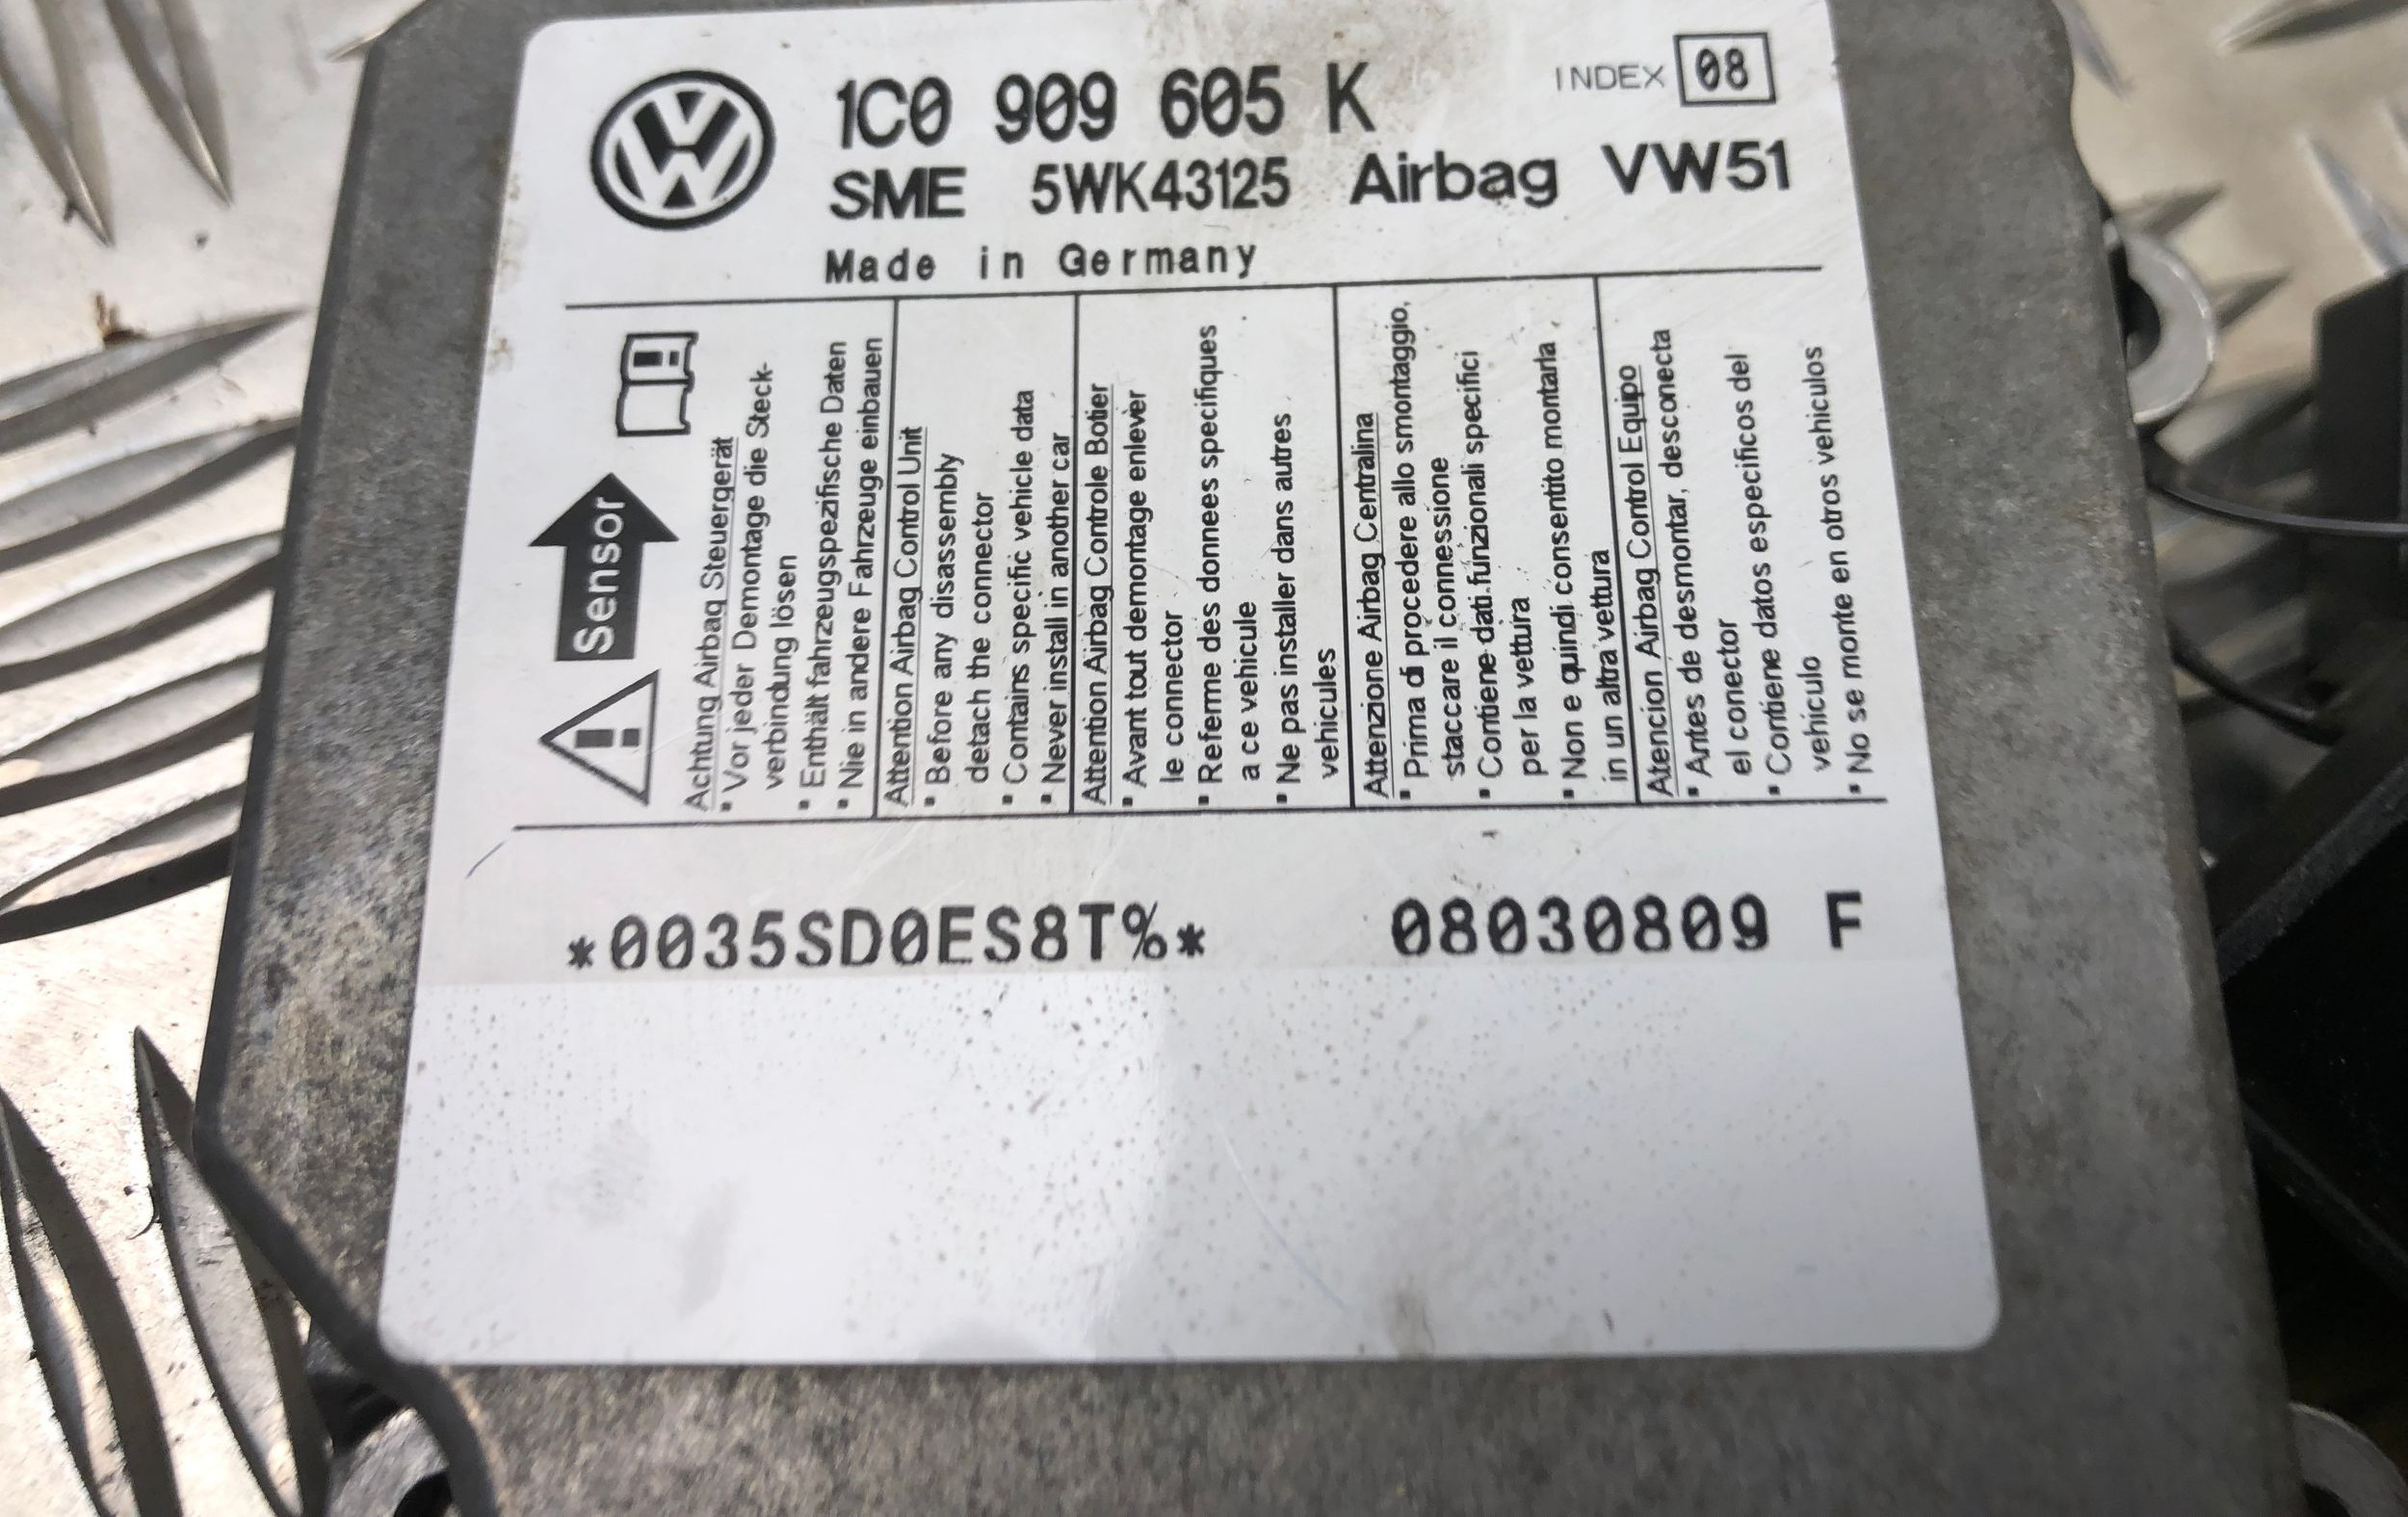 1C0 909 605 K INDEX 08
SME 5WK43125 Airbag VW51
Made in Germany
Sensor
Achtung Airbag Steuergerät
▪ Vor jeder Demontage die Steck-
verbindung lösen
▪ Enthält fahrzeugspezifische Daten
▪ Nie in andere Fahrzeuge einbauen
Attention Airbag Control Unit
▪ Before any disassembly
detach the connector
▪ Contains specific vehicle data
▪ Never install in another car
Attention Airbag Controle Botier
▪ Avant tout demontage enlever
le connector
▪ Referme des donnees specifiques
a ce vehicule
▪ Ne pas installer dans autres
vehicules
Attenzione Airbag Centralina
▪ Prima di procedere allo smontaggio,
staccare il connessione
▪ Contiene dati funzionali specifici
per la vettura
▪ Non e quindi consentito montarla
in un altra vettura
Atencion Airbag Control Equipo
▪ Antes de desmontar, desconecta
el conector
▪ Contiene datos especificos del
vehiculo
▪ No se monte en otros vehiculos
*0035SD0ES8T%* 08030809 F